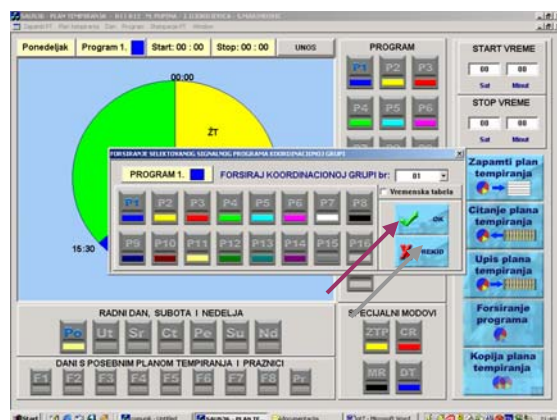 Ponedeljak Program 1. Start: 00 : 00 Stop: 00 : 00 UNOS
PROGRAM
START VREME
P1 P2 P3
00 00
Sat Minut
P4 P5 P6
STOP VREME
00 00
Sat Minut
00:00
ŽT
15:30
FORSIRANJE SELEKTOVANOG SIGNALNOG PROGRAMA KOORDINACIONOJ GRUPI
PROGRAM 1. FORSIRAJ KOORDINACIONOJ GRUPI br: 01
Vremenska tabela
P1 P2 P3 P4 P5 P6 P7 P8
OK
P9 P10 P11 P12 P13 P14 P15 P16
PREKID
Zapamti plan
tempiranja
Citanje plana
tempiranja
Upis plana
tempiranja
Forsiranje
programa
Kopija plana
tempiranja
RADNI DAN, SUBOTA I NEDELJA
Po Ut Sr Ct Pe Su Nd
SPECIJALNI MODOVI
ZTP CR
DANI S POSEBNIM PLANOM TEMPIRANJA I PRAZNICI
F1 F2 F3 F4 F5 F6 F7 F8 Pr.
MR DT